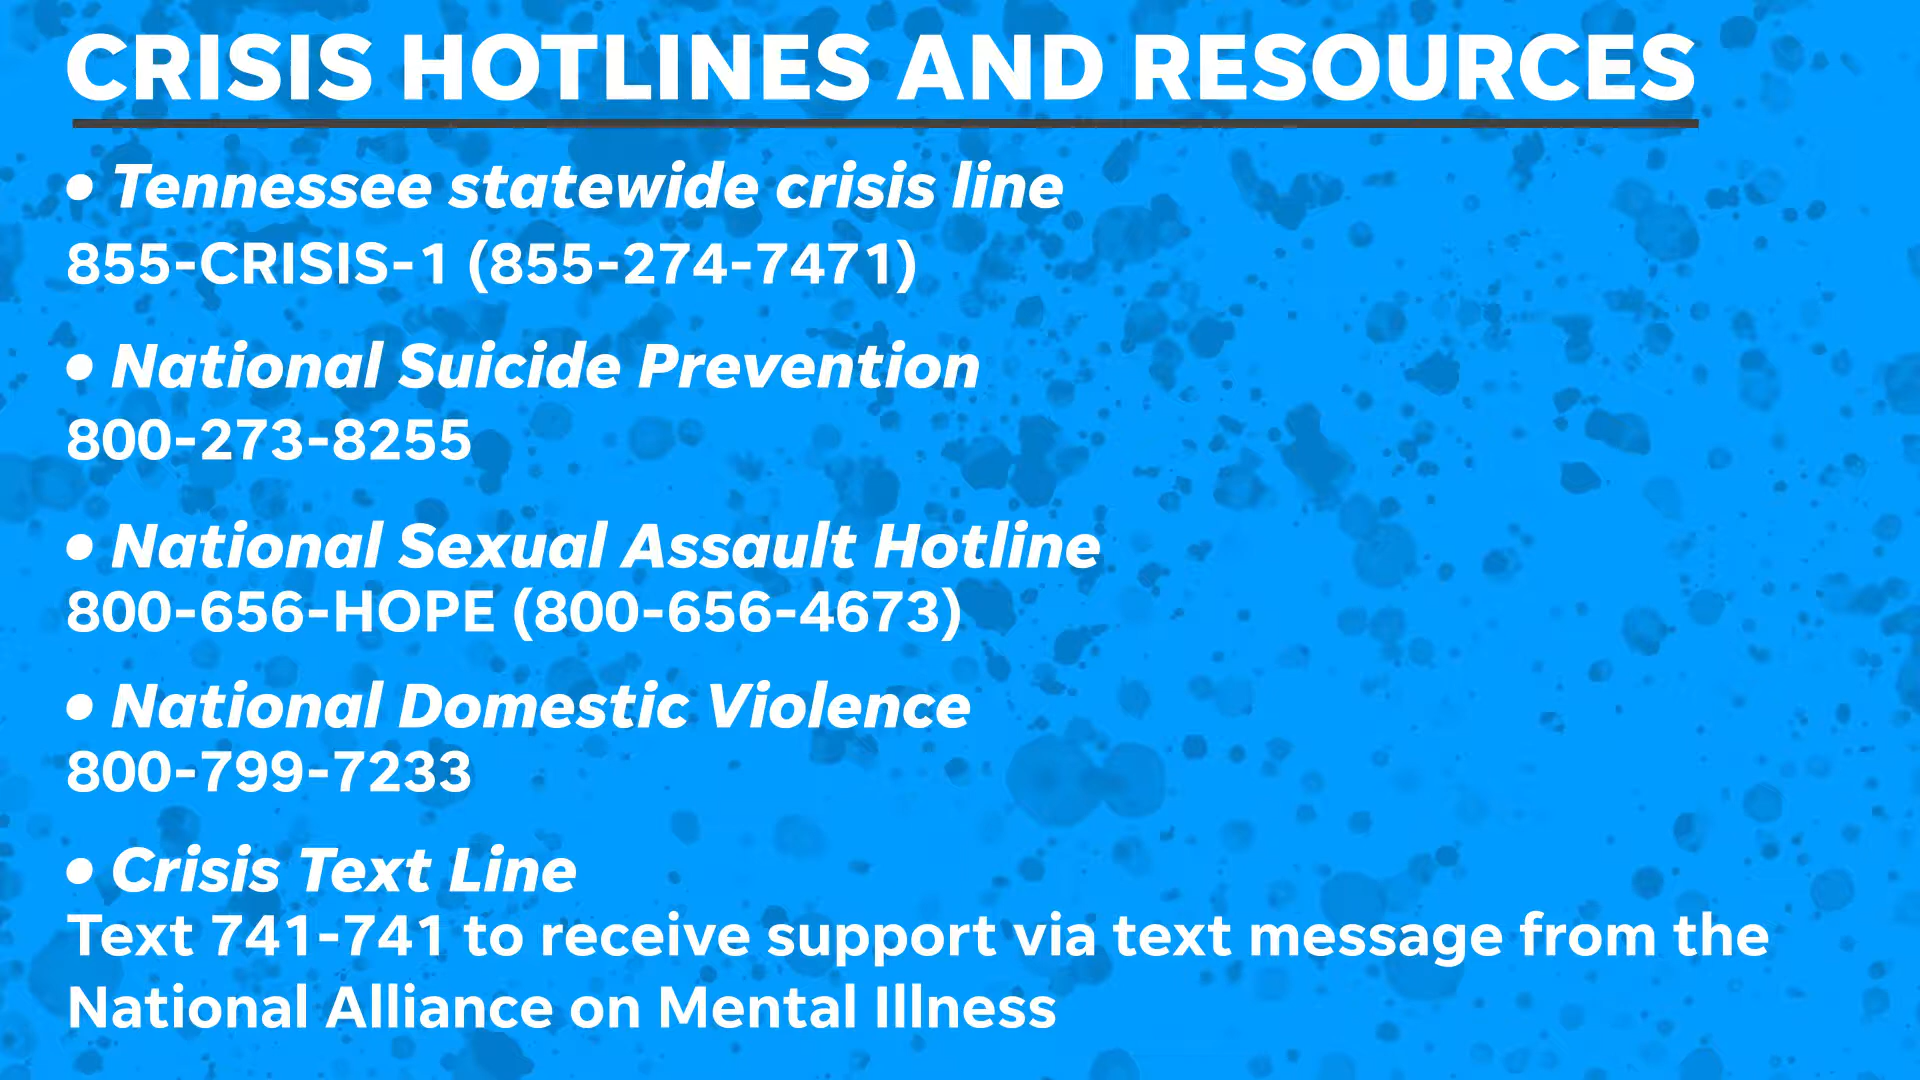 CRISIS HOTLINES AND RESOURCES
• Tennessee statewide crisis line
855-CRISIS-1 (855-274-7471)
• National Suicide Prevention
800-273-8255
• National Sexual Assault Hotline
800-656-HOPE (800-656-4673)
• National Domestic Violence
800-799-7233
• Crisis Text Line
Text 741-741 to receive support via text message from the
National Alliance on Mental Illness